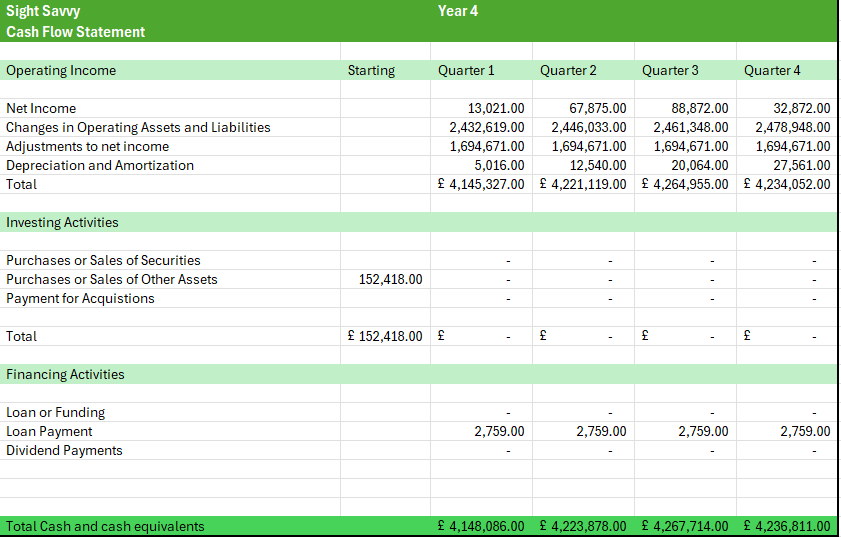 Sight Savvy Year 4
Cash Flow Statement
Operating Income Starting Quarter 1 Quarter 2 Quarter 3 Quarter 4
Net Income 13,021.00 67,875.00 88,872.00 32,872.00
Changes in Operating Assets and Liabilities 2,432,619.00 2,446,033.00 2,461,348.00 2,478,948.00
Adjustments to net income 1,694,671.00 1,694,671.00 1,694,671.00 1,694,671.00
Depreciation and Amortization 5,016.00 12,540.00 20,064.00 27,561.00
Total £ 4,145,327.00 £ 4,221,119.00 £ 4,264,955.00 £ 4,234,052.00
Investing Activities
Purchases or Sales of Securities - - - -
Purchases or Sales of Other Assets 152,418.00 - - - -
Payment for Acquistions - - - -
Total £ 152,418.00 £ - £ - £ - £ -
Financing Activities
Loan or Funding - - - -
Loan Payment 2,759.00 2,759.00 2,759.00 2,759.00
Dividend Payments - - - -
Total Cash and cash equivalents £ 4,148,086.00 £ 4,223,878.00 £ 4,267,714.00 £ 4,236,811.00